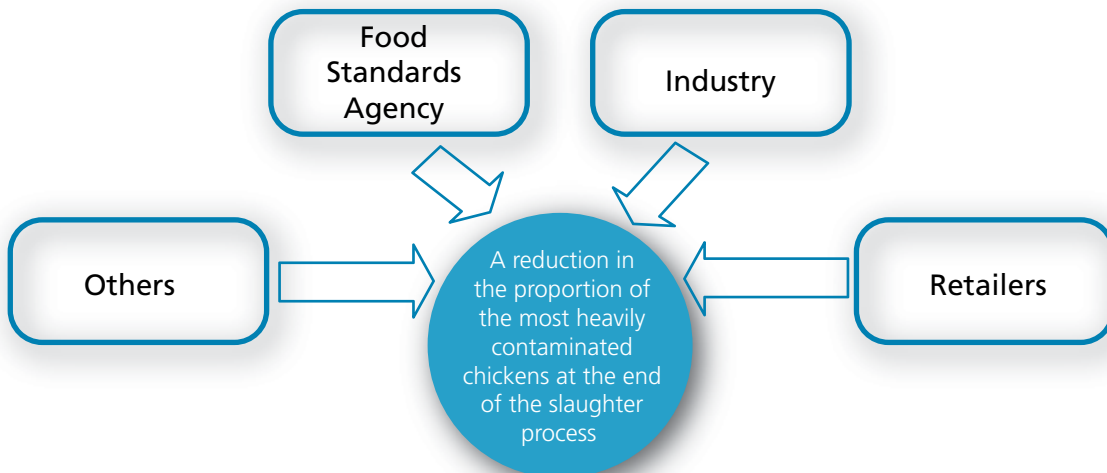 Food
Standards
Agency
Industry
Others
Retailers
A reduction in
the proportion of
the most heavily
contaminated
chickens at the end
of the slaughter
process